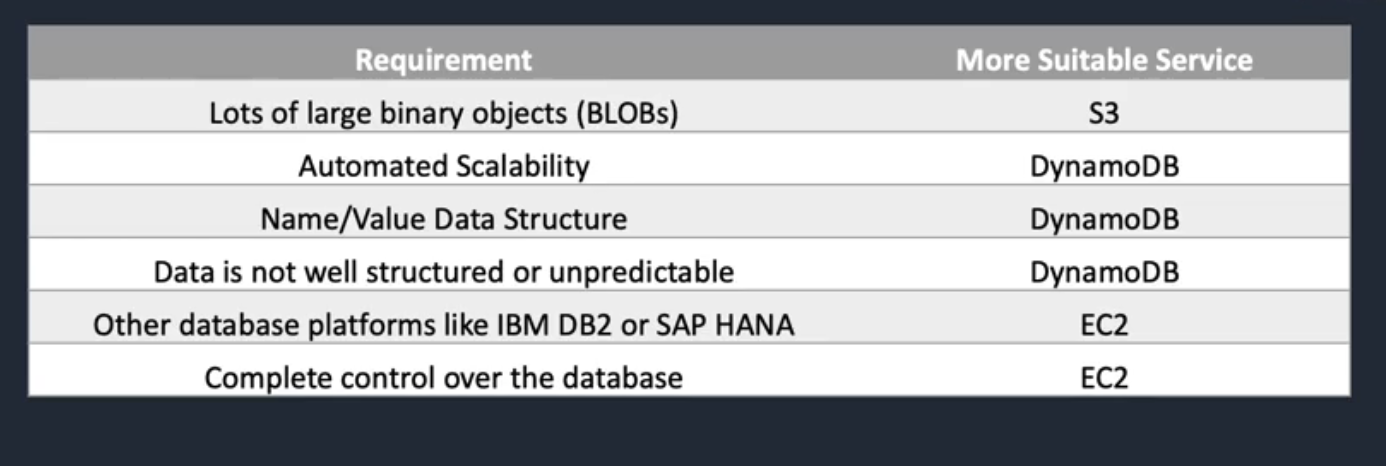 Requirement More Suitable Service
Lots of large binary objects (BLOBs) S3
Automated Scalability DynamoDB
Name/Value Data Structure DynamoDB
Data is not well structured or unpredictable DynamoDB
Other database platforms like IBM DB2 or SAP HANA EC2
Complete control over the database EC2